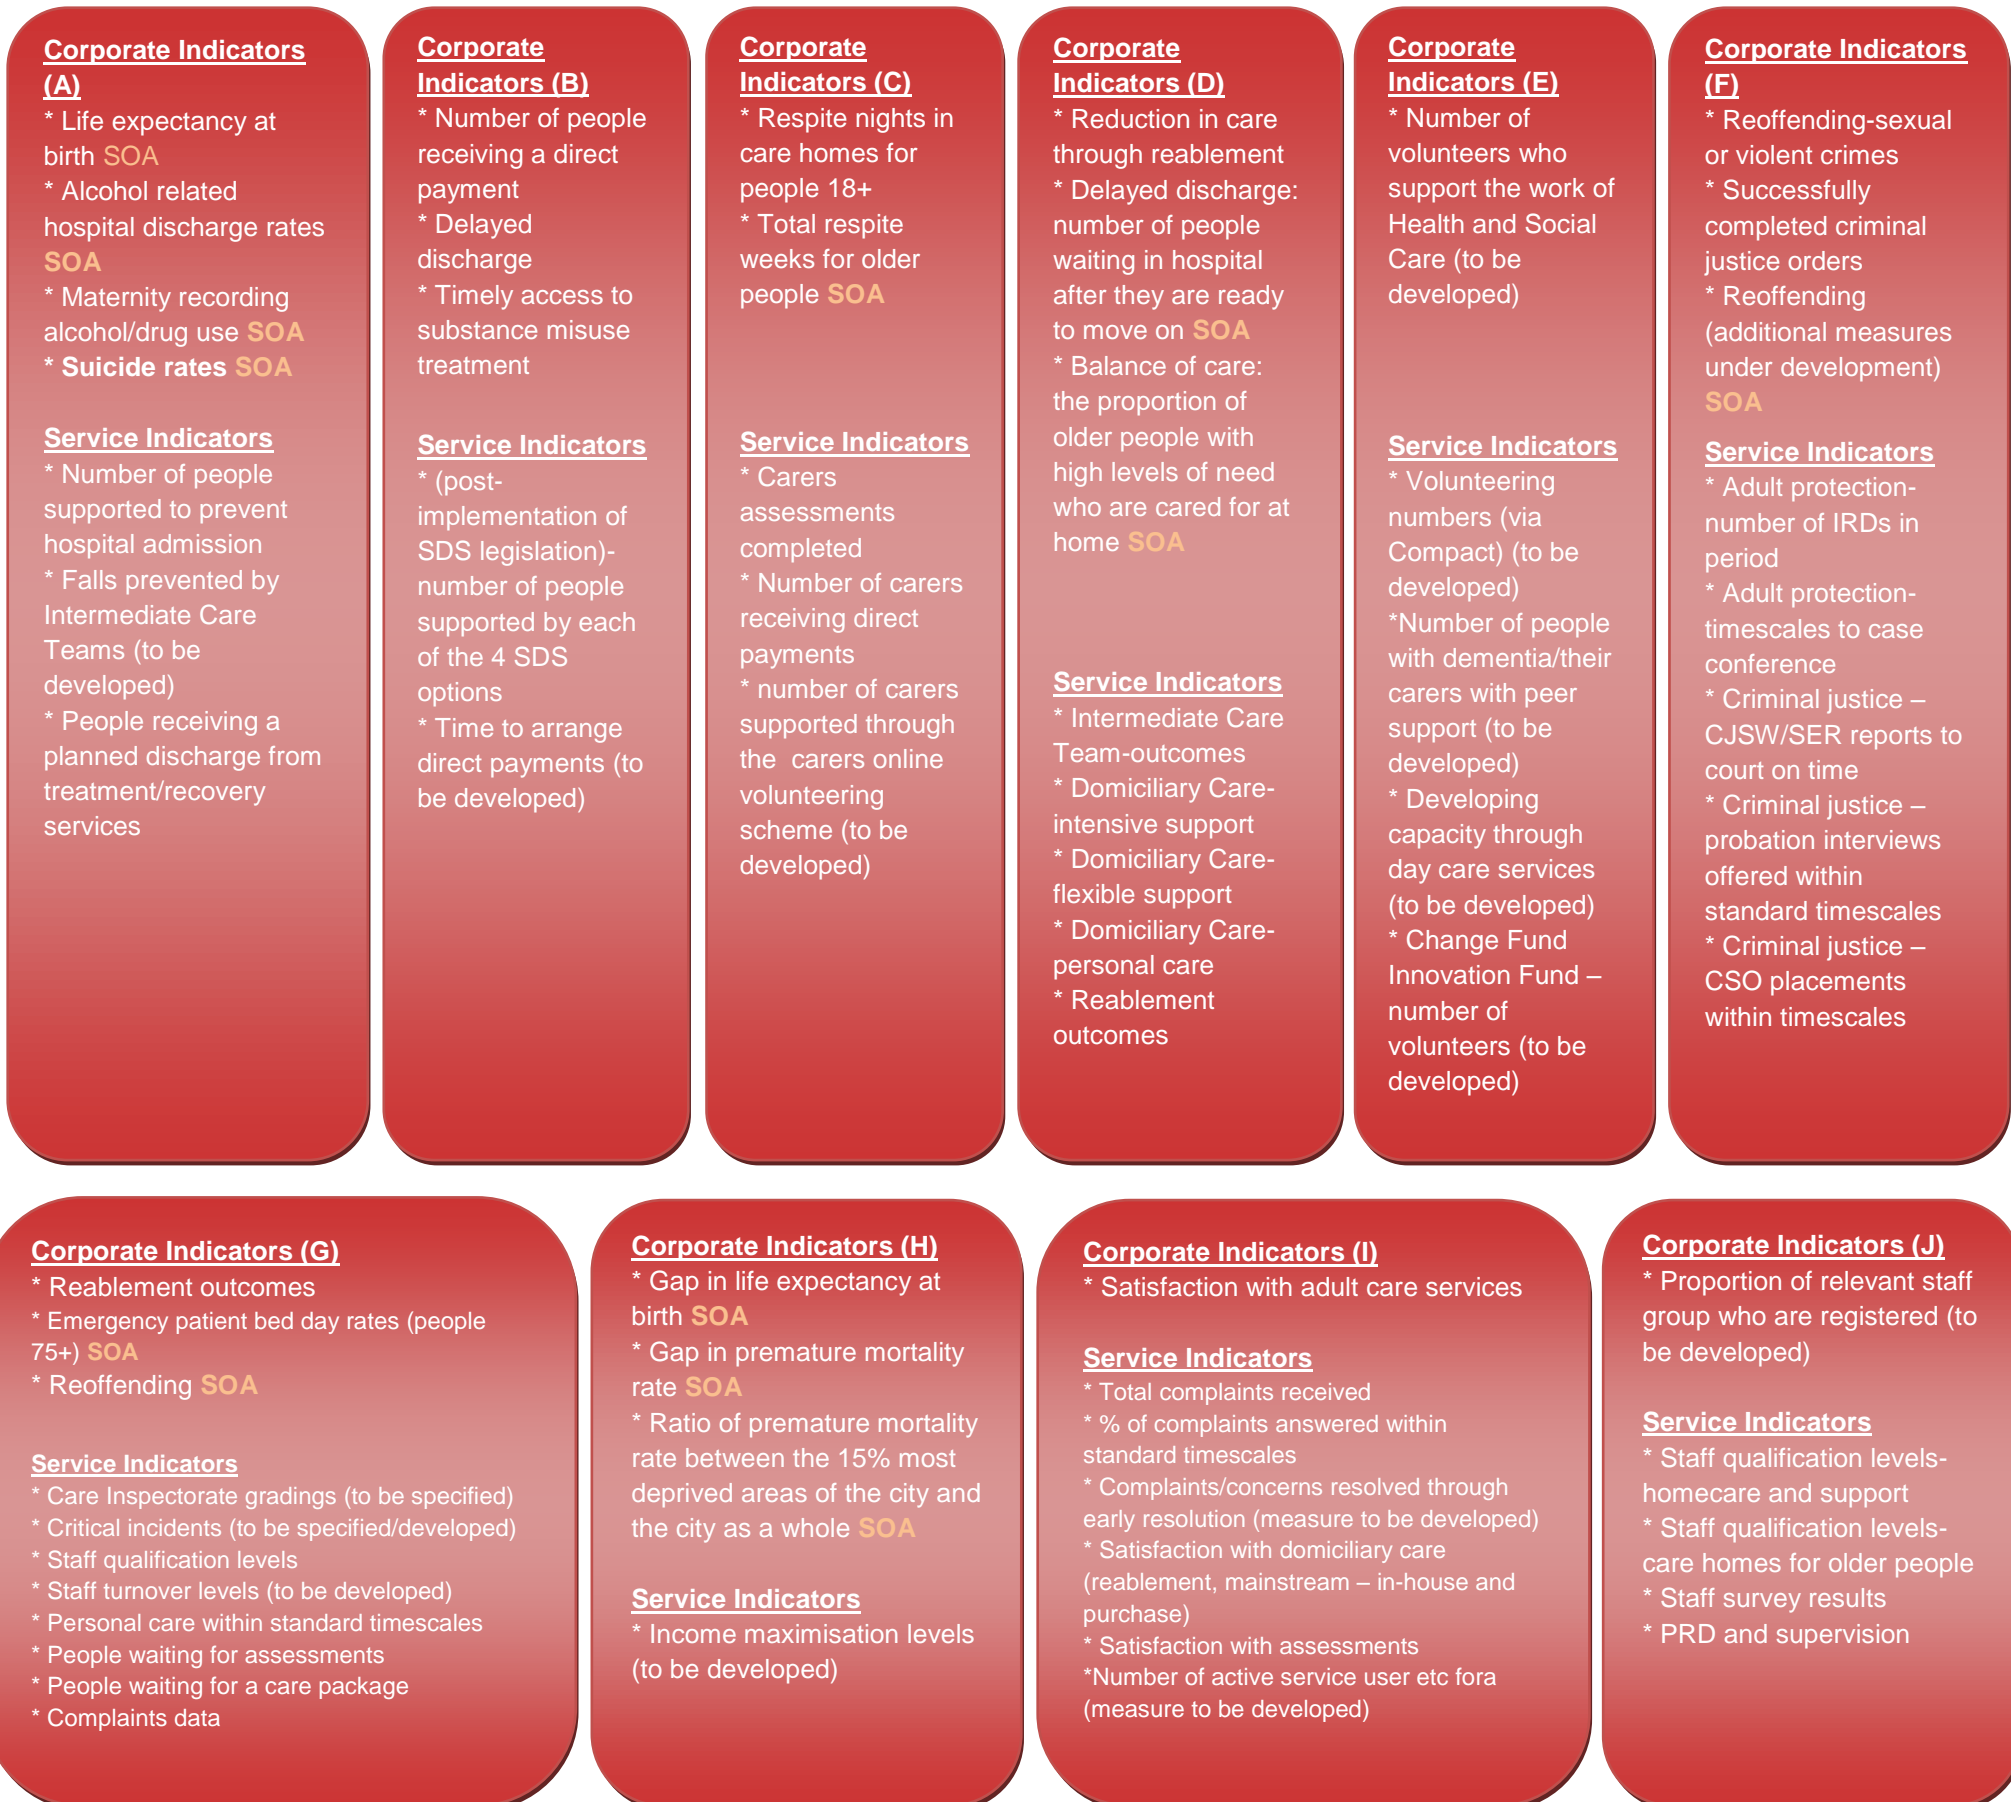 Corporate Indicators
(A)
* Life expectancy at
birth SOA
* Alcohol related
hospital discharge rates
SOA
* Maternity recording
alcohol/drug use SOA
* Suicide rates SOA
Service Indicators
* Number of people
supported to prevent
hospital admission
* Falls prevented by
Intermediate Care
Teams (to be
developed)
* People receiving a
planned discharge from
treatment/recovery
services
Corporate
Indicators (B)
* Number of people
receiving a direct
payment
* Delayed
discharge
* Timely access to
substance misuse
treatment
Service Indicators
* (post-
implementation of
SDS legislation)-
number of people
supported by each
of the 4 SDS
options
* Time to arrange
direct payments (to
be developed)
Corporate
Indicators (C)
* Respite nights in
care homes for
people 18+
* Total respite
weeks for older
people SOA
Service Indicators
* Carers
assessments
completed
* Number of carers
receiving direct
payments
* number of carers
supported through
the  carers online
volunteering
scheme (to be
developed)
Corporate
Indicators (D)
* Reduction in care
through reablement
* Delayed discharge:
number of people
waiting in hospital
after they are ready
to move on SOA
* Balance of care:
the proportion of
older people with
high levels of need
who are cared for at
home SOA
Service Indicators
* Intermediate Care
Team-outcomes
* Domiciliary Care-
intensive support
* Domiciliary Care-
flexible support
* Domiciliary Care-
personal care
* Reablement
outcomes
Corporate
Indicators (E)
* Number of
volunteers who
support the work of
Health and Social
Care (to be
developed)
Service Indicators
* Volunteering
numbers (via
Compact) (to be
developed)
*Number of people
with dementia/their
carers with peer
support (to be
developed)
* Developing
capacity through
day care services
(to be developed)
* Change Fund
Innovation Fund –
number of
volunteers (to be
developed)
Corporate Indicators
(F)
* Reoffending-sexual
or violent crimes
* Successfully
completed criminal
justice orders
* Reoffending
(additional measures
under development)
SOA
Service Indicators
* Adult protection-
number of IRDs in
period
* Adult protection-
timescales to case
conference
* Criminal justice –
CJSW/SER reports to
court on time
* Criminal justice –
probation interviews
offered within
standard timescales
* Criminal justice –
CSO placements
within timescales
Corporate Indicators (G)
* Reablement outcomes
* Emergency patient bed day rates (people
75+) SOA
* Reoffending SOA
Service Indicators
* Care Inspectorate gradings (to be specified)
* Critical incidents (to be specified/developed)
* Staff qualification levels
* Staff turnover levels (to be developed)
* Personal care within standard timescales
* People waiting for assessments
* People waiting for a care package
* Complaints data
Corporate Indicators (H)
* Gap in life expectancy at
birth SOA
* Gap in premature mortality
rate SOA
* Ratio of premature mortality
rate between the 15% most
deprived areas of the city and
the city as a whole SOA
Service Indicators
* Income maximisation levels
(to be developed)
Corporate Indicators (I)
* Satisfaction with adult care services
Service Indicators
* Total complaints received
* % of complaints answered within
standard timescales
* Complaints/concerns resolved through
early resolution (measure to be developed)
* Satisfaction with domiciliary care
(reablement, mainstream – in-house and
purchase)
* Satisfaction with assessments
*Number of active service user etc fora
(measure to be developed)
Corporate Indicators (J)
* Proportion of relevant staff
group who are registered (to
be developed)
Service Indicators
* Staff qualification levels-
homecare and support
* Staff qualification levels-
care homes for older people
* Staff survey results
* PRD and supervision